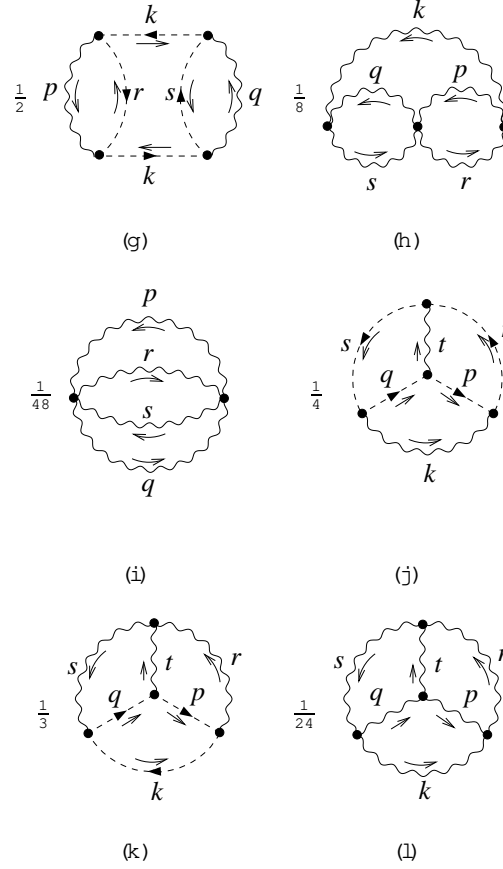 k
1/2 p r s q
k
(g)
k
q p
1/8
s r
(h)
p
r
1/48
s
q
(i)
s t
q p
1/4
k
(j)
s t r
q p
1/3
k
(k)
s t
q p
1/24
k
(l)